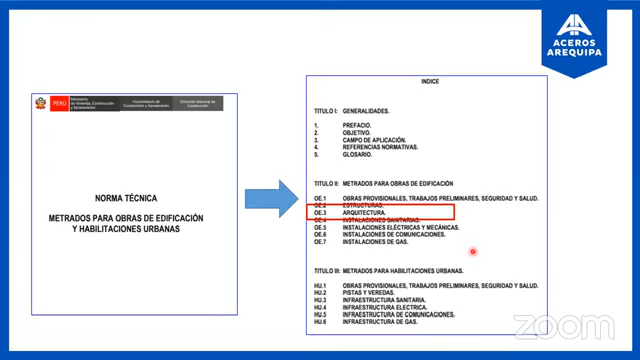 ACEROS
AREQUIPA
PERÚ
Ministerio
de Vivienda, Construcción
y Saneamiento
Viceministerio de
Construcción y Saneamiento
Dirección Nacional de
Construcción
NORMA TÉCNICA
METRADOS PARA OBRAS DE EDIFICACIÓN
Y HABILITACIONES URBANAS
INDICE
TITULO I: GENERALIDADES.
1. PREFACIO.
2. OBJETIVO.
3. CAMPO DE APLICACIÓN.
4. REFERENCIAS NORMATIVAS.
5. GLOSARIO.
TITULO II: METRADOS PARA OBRAS DE EDIFICACIÓN
OE.1 OBRAS PROVISIONALES, TRABAJOS PRELIMINARES, SEGURIDAD Y SALUD.
OE.2 ESTRUCTURAS.
OE.3 ARQUITECTURA.
OE.4 INSTALACIONES SANITARIAS.
OE.5 INSTALACIONES ELÉCTRICAS Y MECÁNICAS.
OE.6 INSTALACIONES DE COMUNICACIONES.
OE.7 INSTALACIONES DE GAS.
TITULO III: METRADOS PARA HABILITACIONES URBANAS.
HU.1 OBRAS PROVISIONALES, TRABAJOS PRELIMINARES, SEGURIDAD Y SALUD.
HU.2 PISTAS Y VEREDAS.
HU.3 INFRAESTRUCTURA SANITARIA.
HU.4 INFRAESTRUCTURA ELECTRICA.
HU.5 INFRAESTRUCTURA DE COMUNICACIONES.
HU.6 INFRAESTRUCTURA DE GAS.
zoom